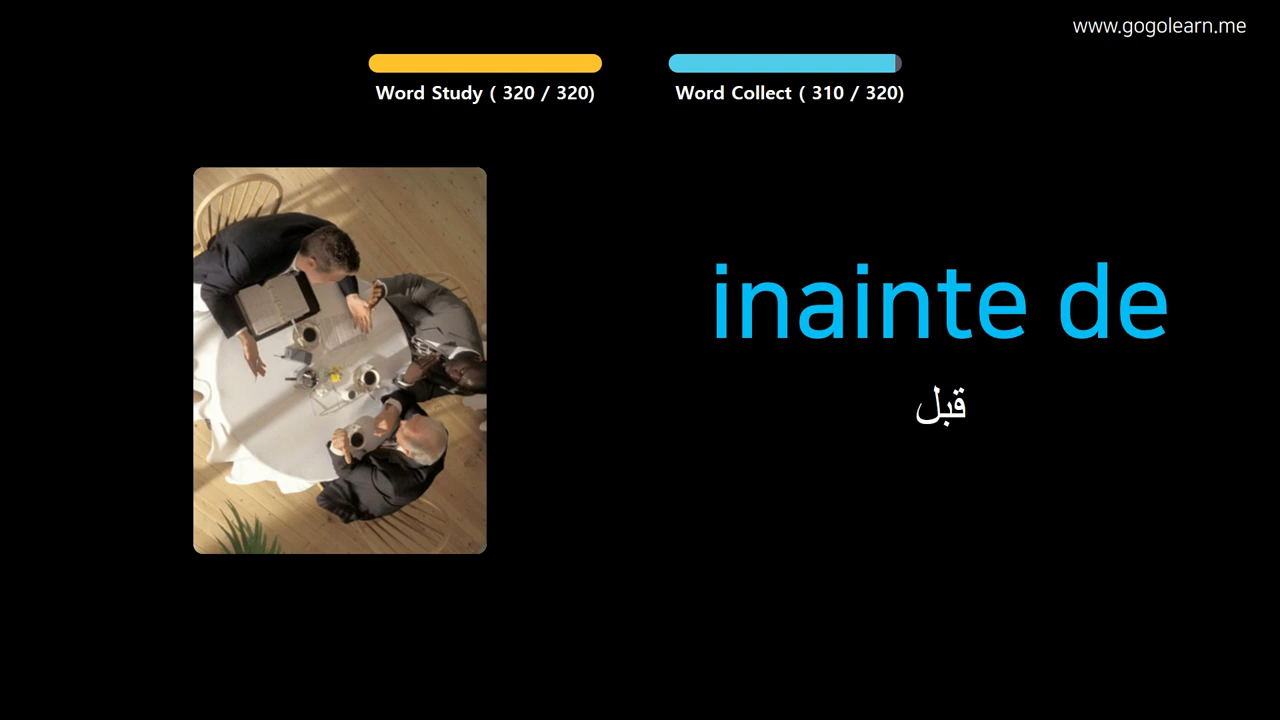 www.gogolearn.me
Word Study ( 320 / 320)
Word Collect ( 310 / 320)
inainte de
قبل